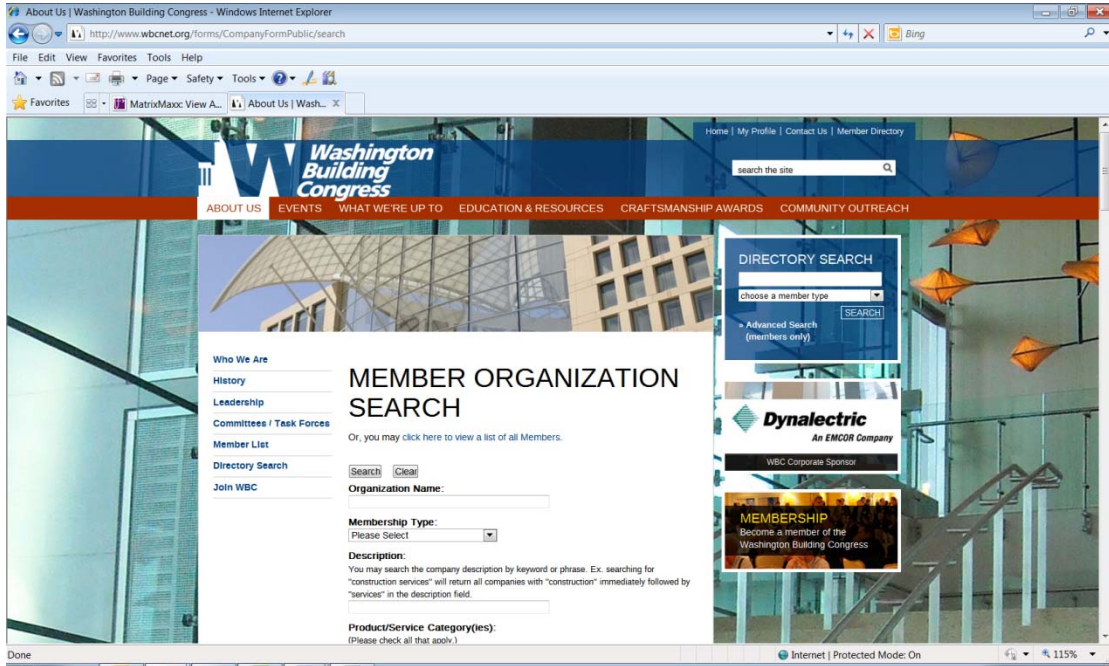 About Us | Washington Building Congress - Windows Internet Explorer
http://www.wbcnet.org/forms/CompanyFormPublic/search
Bing
File Edit View Favorites Tools Help
Page Safety Tools
Favorites MatrixMaxx: View A... About Us | Wash...
Home | My Profile | Contact Us | Member Directory
Washington
Building
Congress
search the site
ABOUT US EVENTS WHAT WE'RE UP TO EDUCATION & RESOURCES CRAFTSMANSHIP AWARDS COMMUNITY OUTREACH
DIRECTORY SEARCH
choose a member type
SEARCH
» Advanced Search
(members only)
Who We Are
History
Leadership
Committees / Task Forces
Member List
Directory Search
Join WBC
MEMBER ORGANIZATION
SEARCH
Or, you may click here to view a list of all Members.
Search Clear
Organization Name:
Membership Type:
Please Select
Description:
You may search the company description by keyword or phrase. Ex. searching for
"construction services" will return all companies with "construction" immediately followed by
"services" in the description field.
Product/Service Category(ies):
(Please check all that apply.)
Dynalectric
An EMCOR Company
WBC Corporate Sponsor
MEMBERSHIP
Become a member of the
Washington Building Congress
Done
Internet | Protected Mode: On
115%